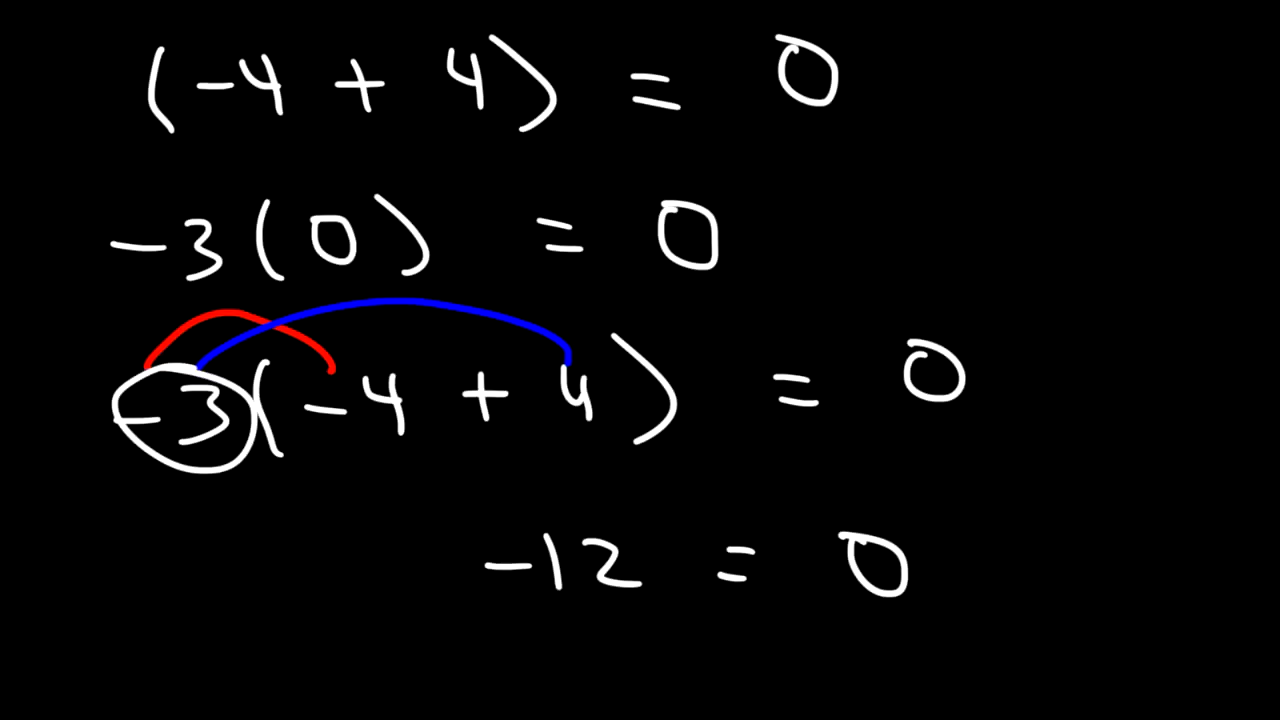 (-4 + 4) = 0
-3(0) = 0
-3(-4 + 4) = 0
-12 = 0